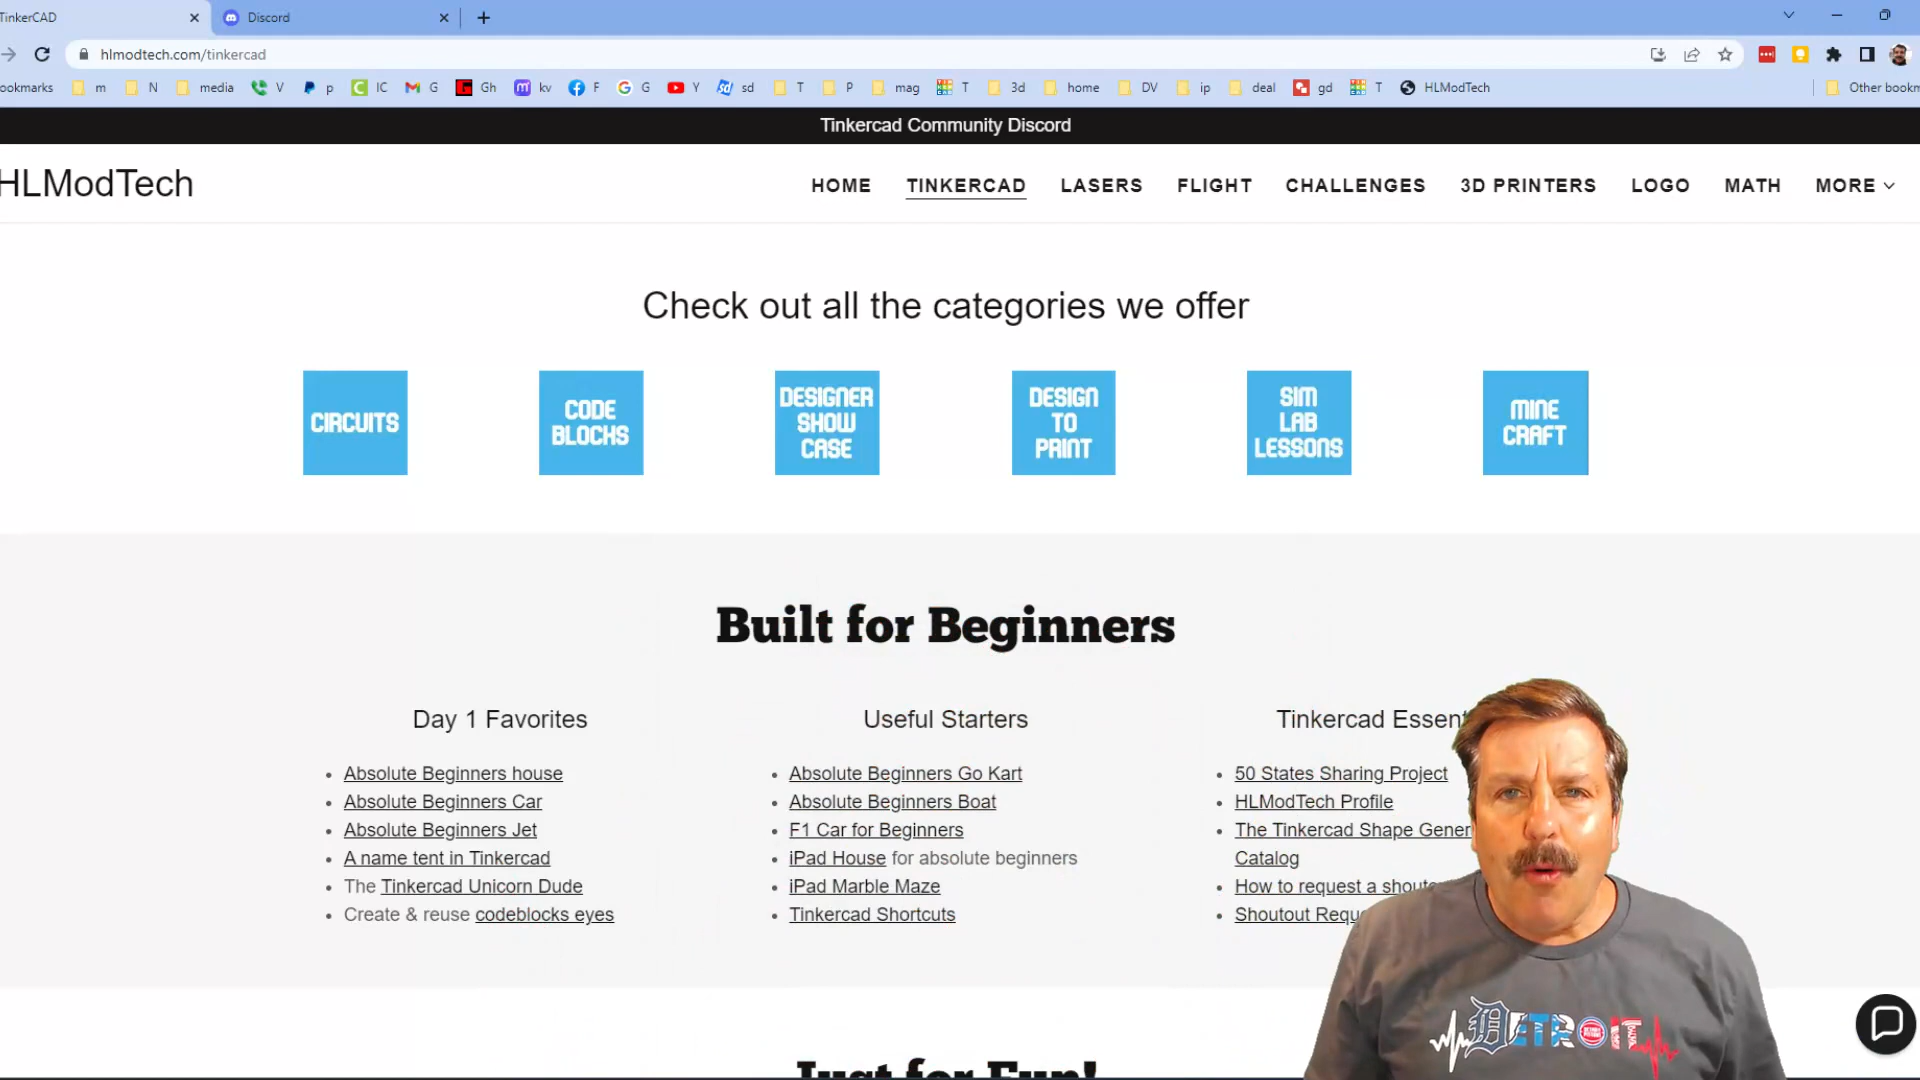 TinkerCAD
Discord
hlmodtech.com/tinkercad
ookmarks m N media V p IC G Gh kv F G Y sd T P mag T 3d home DV ip deal gd T HLModTech Other bookm
Tinkercad Community Discord
HLModTech
HOME TINKERCAD LASERS FLIGHT CHALLENGES 3D PRINTERS LOGO MATH MORE
Check out all the categories we offer
CIRCUITS
CODE
BLOCKS
DESIGNER
SHOW
CASE
DESIGN
TO
PRINT
SIM
LAB
LESSONS
MINE
CRAFT
Built for Beginners
Day 1 Favorites
Absolute Beginners house
Absolute Beginners Car
Absolute Beginners Jet
A name tent in Tinkercad
The Tinkercad Unicorn Dude
Create & reuse codeblocks eyes
Useful Starters
Absolute Beginners Go Kart
Absolute Beginners Boat
F1 Car for Beginners
iPad House for absolute beginners
iPad Marble Maze
Tinkercad Shortcuts
Tinkercad Essent
50 States Sharing Project
HLModTech Profile
The Tinkercad Shape Gener
Catalog
How to request a shouto
Shoutout Requ
DETROIT
Just for Fun!